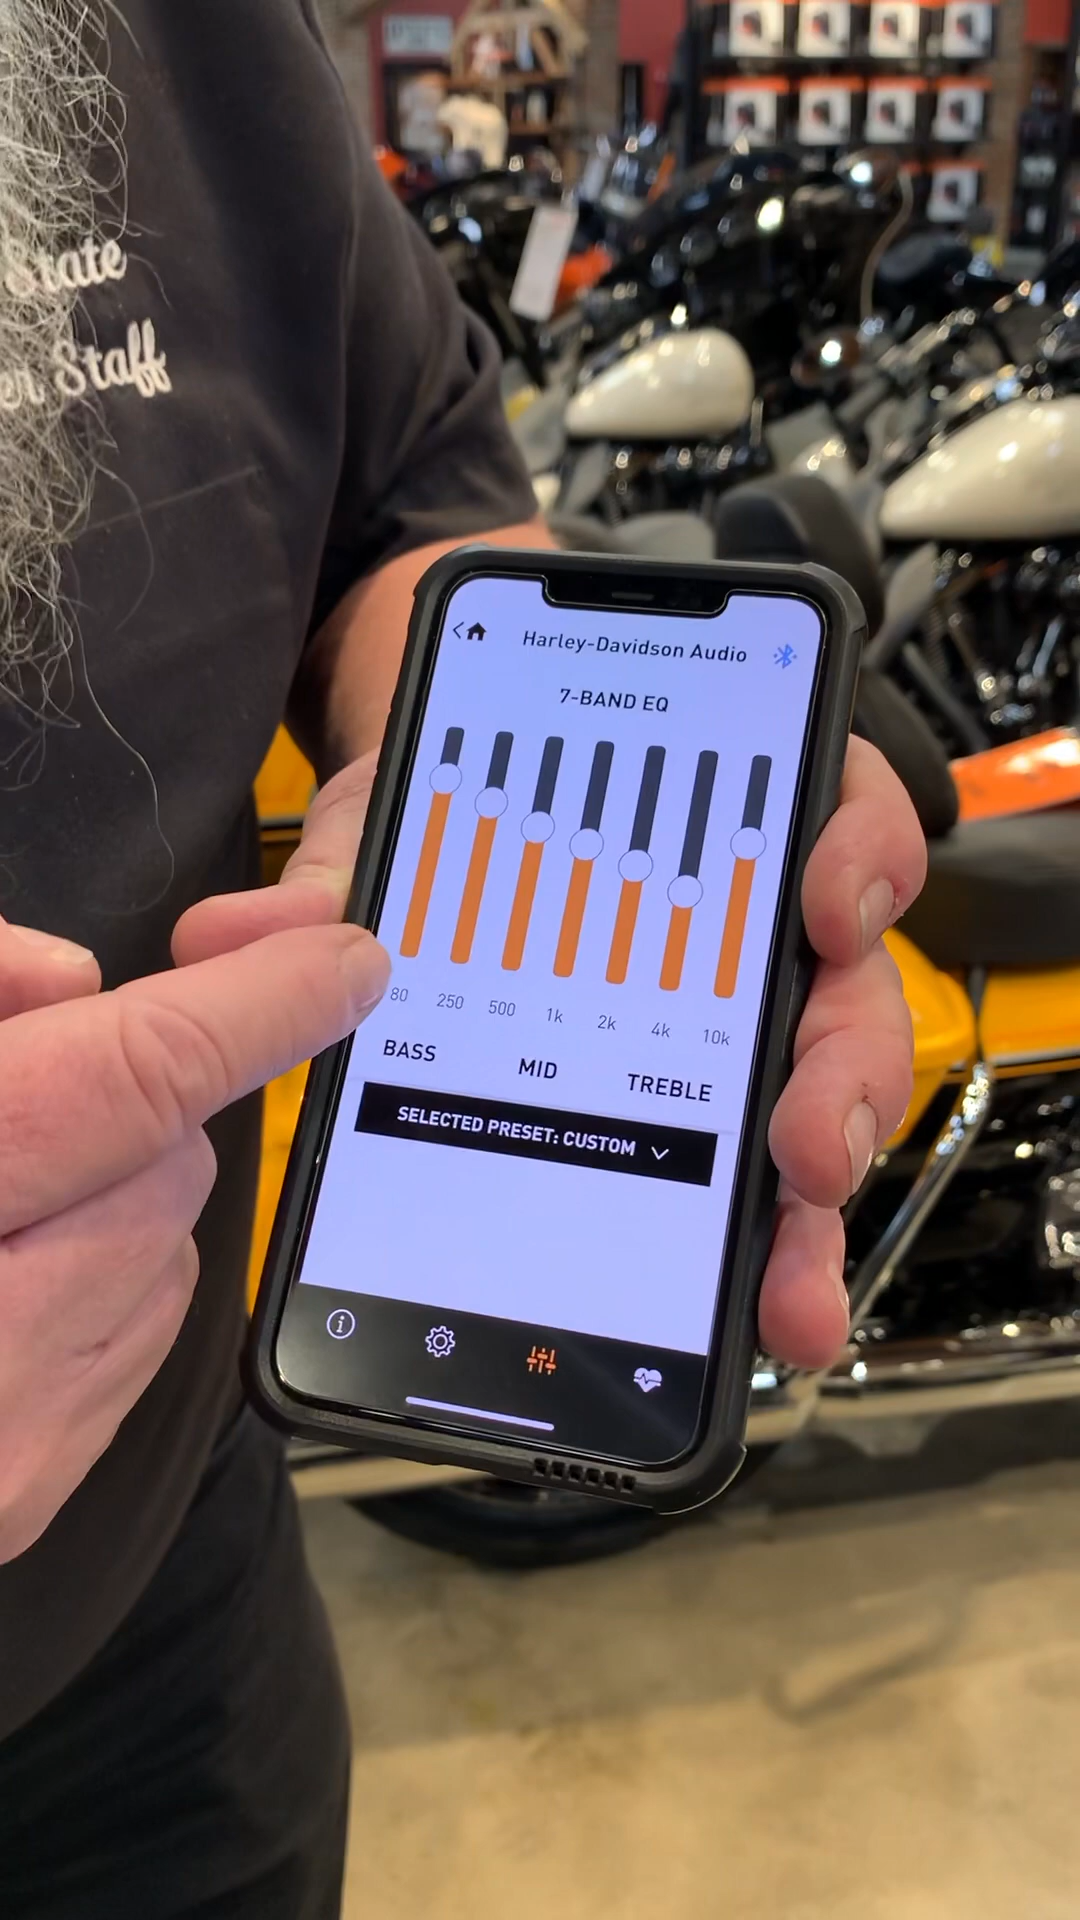 State
er Staff
Harley-Davidson Audio
7-BAND EQ
80 250 500 1k 2k 4k 10k
BASS MID TREBLE
SELECTED PRESET: CUSTOM